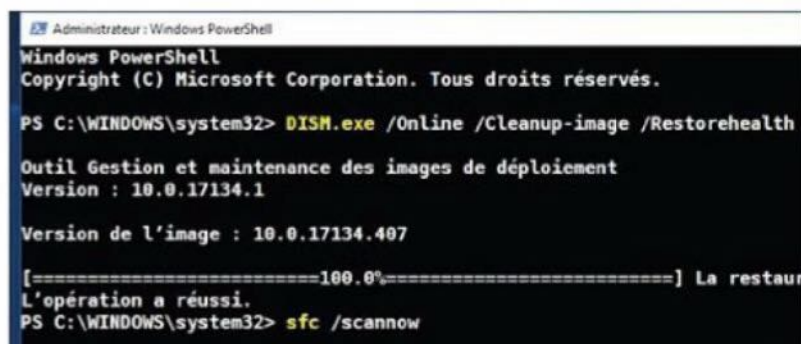 Administrateur : Windows PowerShell
Windows PowerShell
Copyright (C) Microsoft Corporation. Tous droits réservés.
PS C:\WINDOWS\system32> DISM.exe /Online /Cleanup-image /Restorehealth
Outil Gestion et maintenance des images de déploiement
Version : 10.0.17134.1
Version de l'image : 10.0.17134.407
[==========================100.0%==========================] La restaur
L'opération a réussi.
PS C:\WINDOWS\system32> sfc /scannow